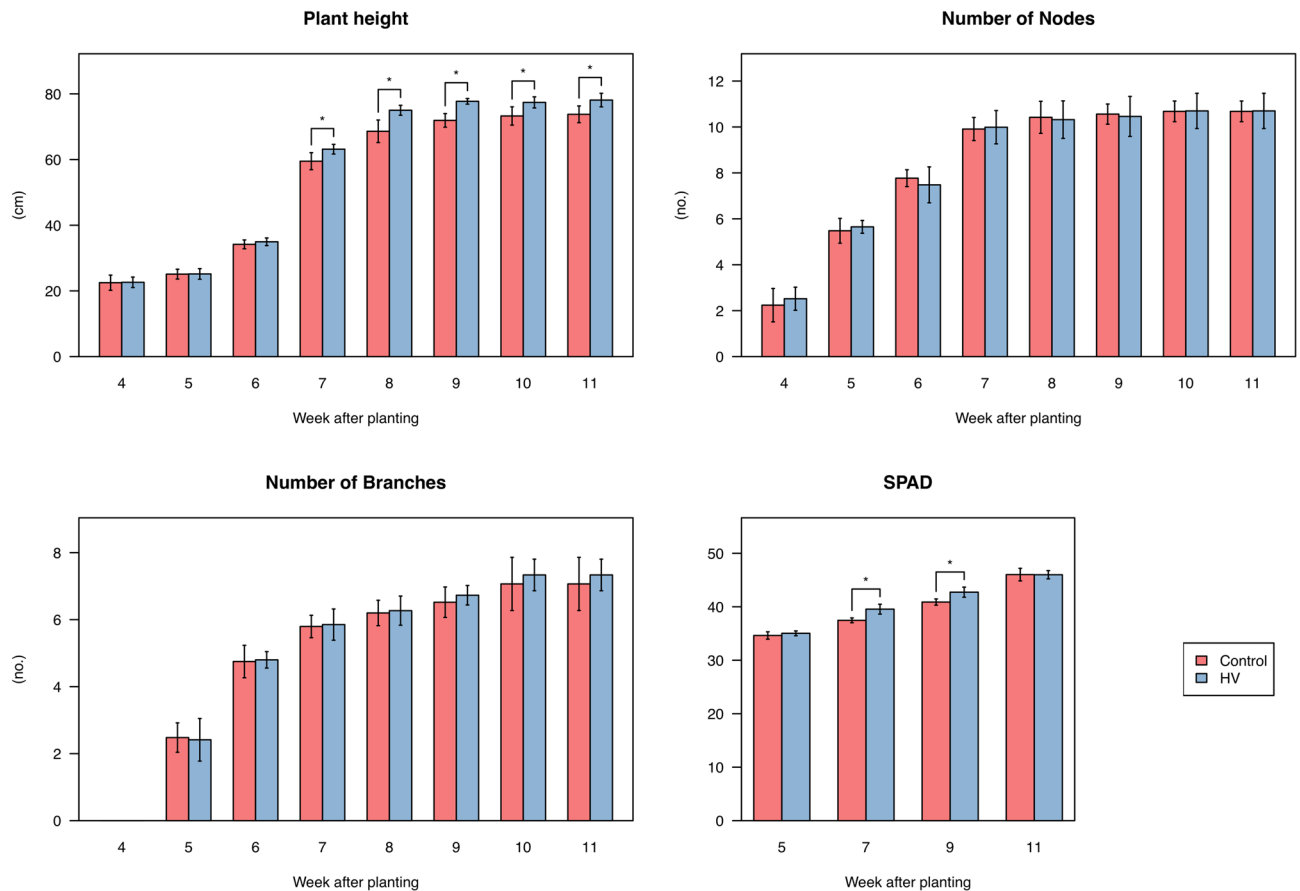 Plant height
(cm)
80
60
40
20
0
* * * * *
4 5 6 7 8 9 10 11
Week after planting
Number of Nodes
(no.)
12
10
8
6
4
2
0
4 5 6 7 8 9 10 11
Week after planting
Number of Branches
(no.)
8
6
4
2
0
4 5 6 7 8 9 10 11
Week after planting
SPAD
50
40
30
20
10
0
* *
5 7 9 11
Week after planting
Control
HV